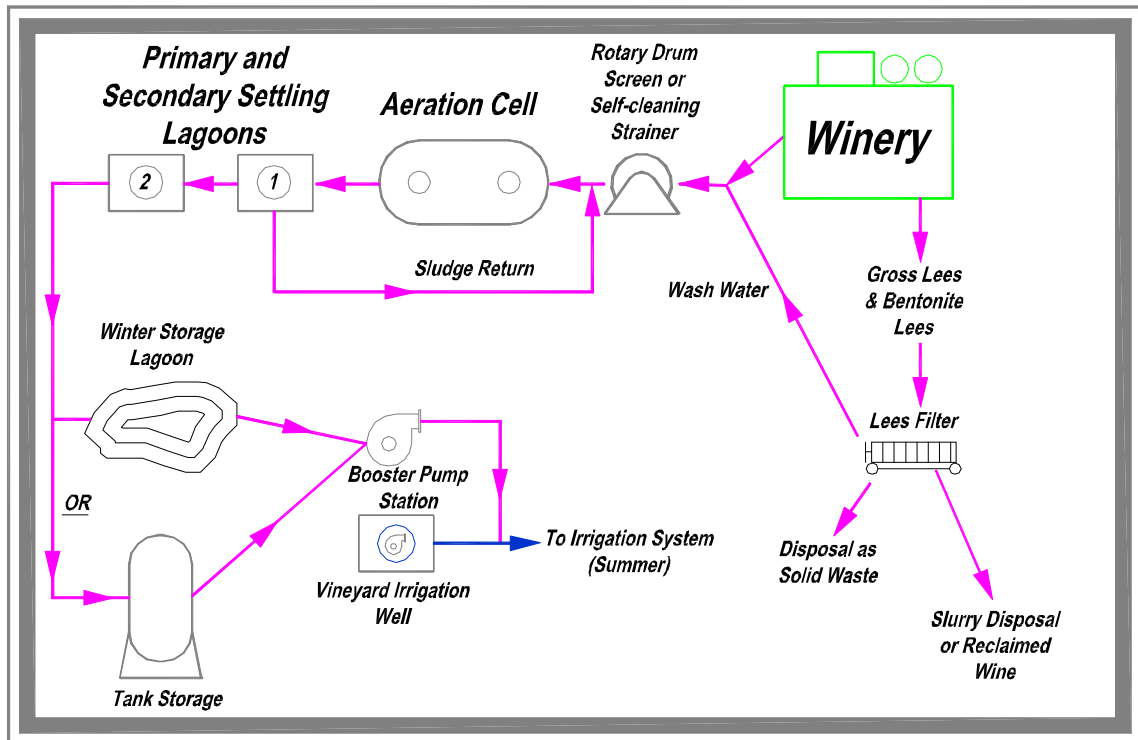 Primary and
Secondary Settling
Lagoons
Aeration Cell
Rotary Drum
Screen or
Self-cleaning
Strainer
Winery
2
1
Sludge Return
Wash Water
Gross Lees
& Bentonite
Lees
Winter Storage
Lagoon
Lees Filter
Booster Pump
Station
OR
To Irrigation System
(Summer)
Disposal as
Solid Waste
Vineyard Irrigation
Well
Slurry Disposal
or Reclaimed
Wine
Tank Storage